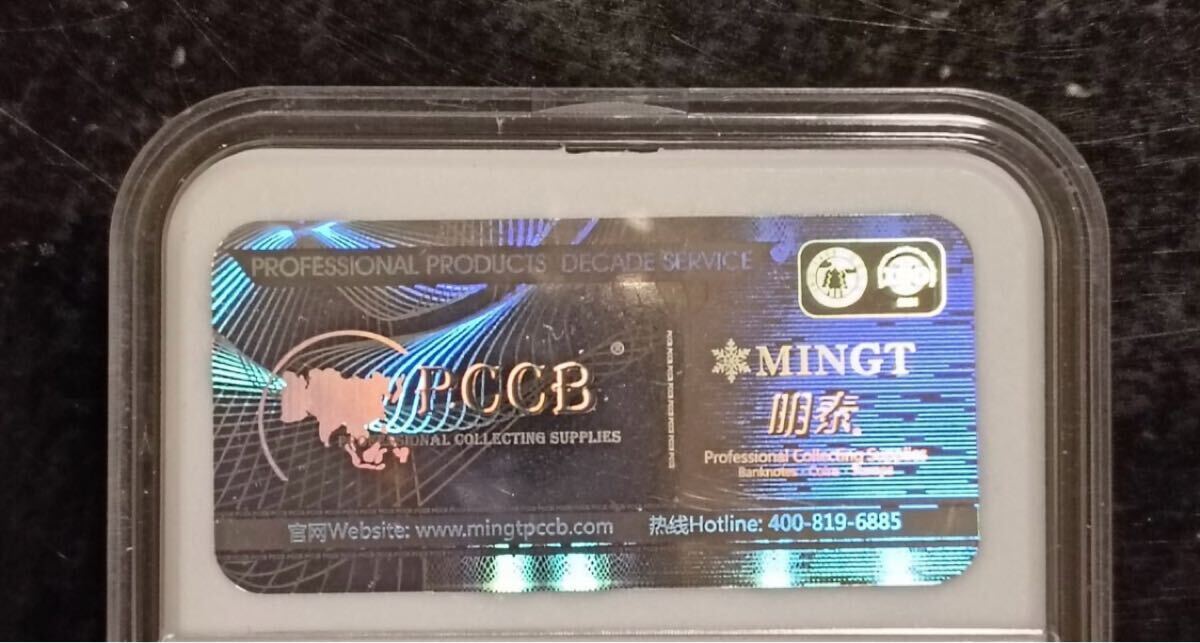 PROFESSIONAL PRODUCTS DECADE SERVICE
PCCB®
PROFESSIONAL COLLECTING SUPPLIES
MINGT
明泰
Professional Collecting Supplies
Banknotes · Coins · Stamps
官网Website: www.mingtpccb.com
热线Hotline: 400-819-6885